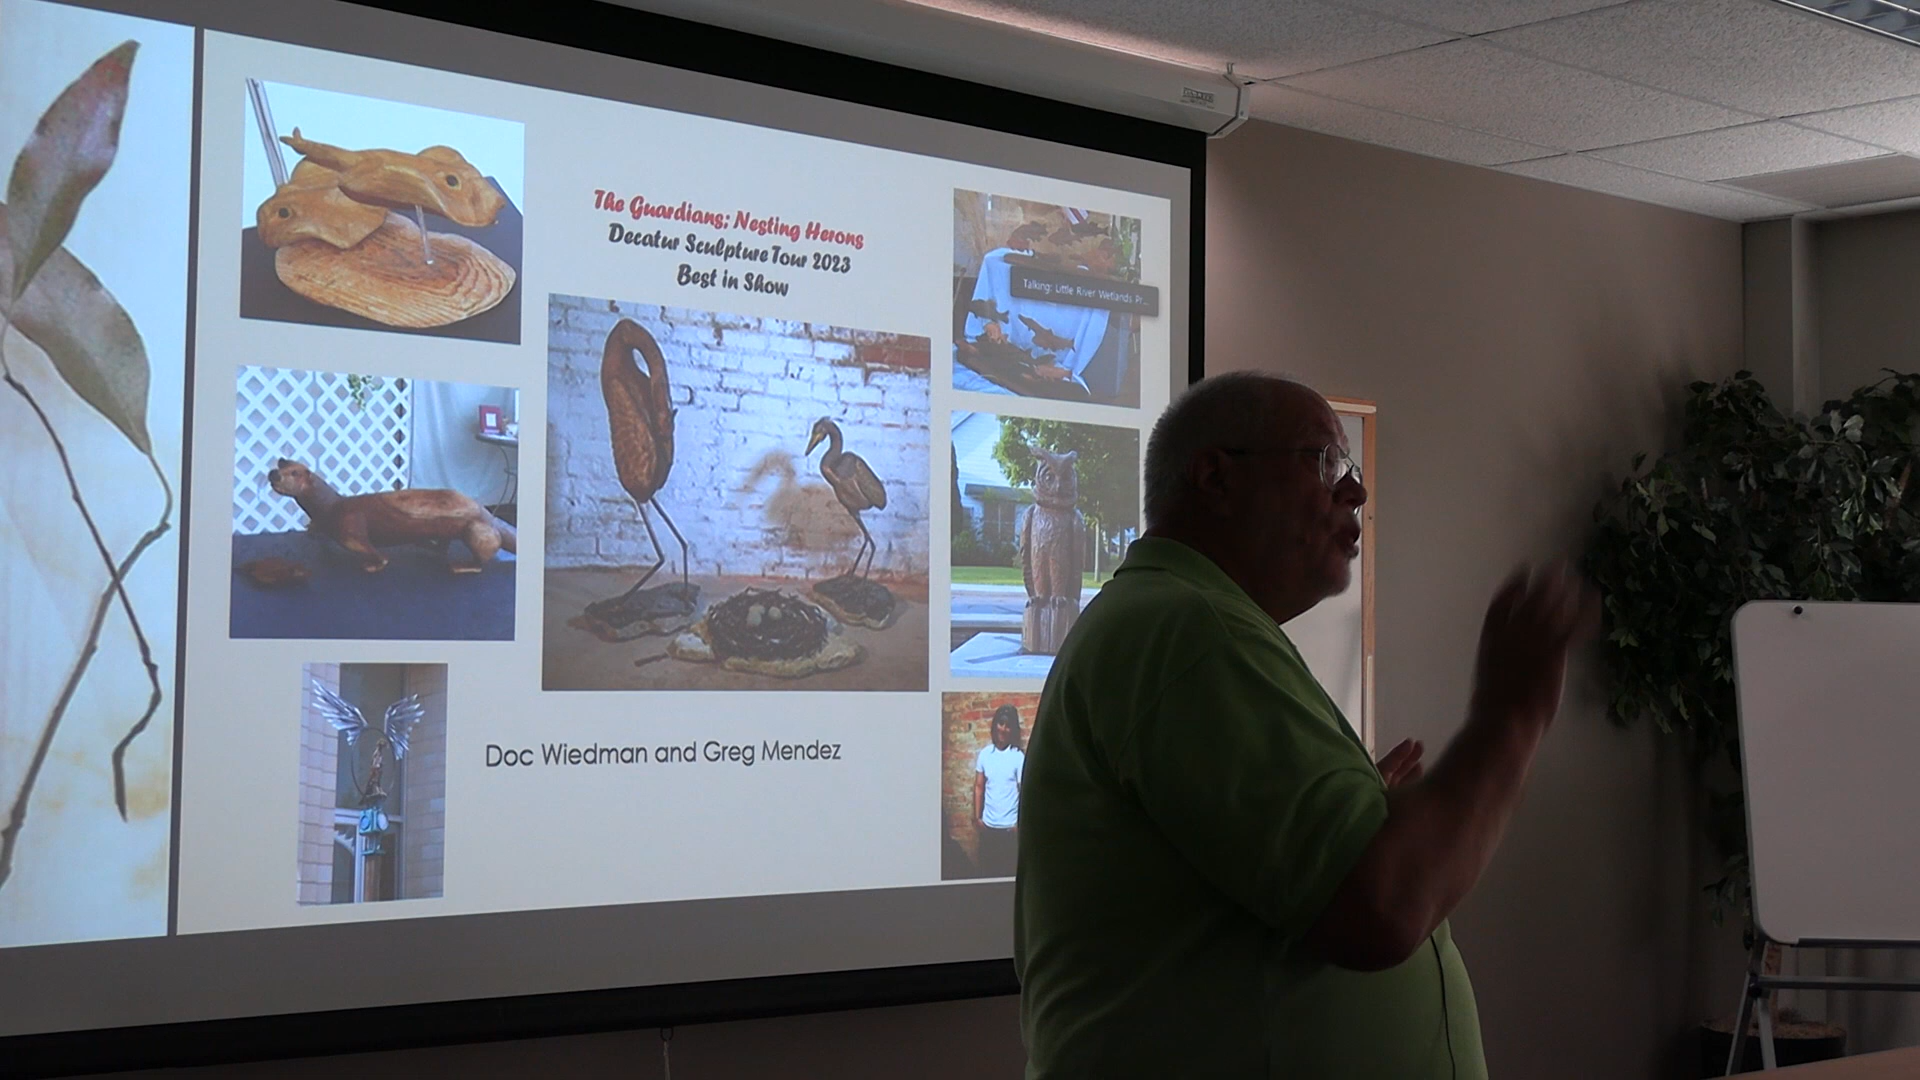 The Guardians; Nesting Herons
Decatur Sculpture Tour 2023
Best in Show
Talking: Little River Wetlands Pr...
Doc Wiedman and Greg Mendez